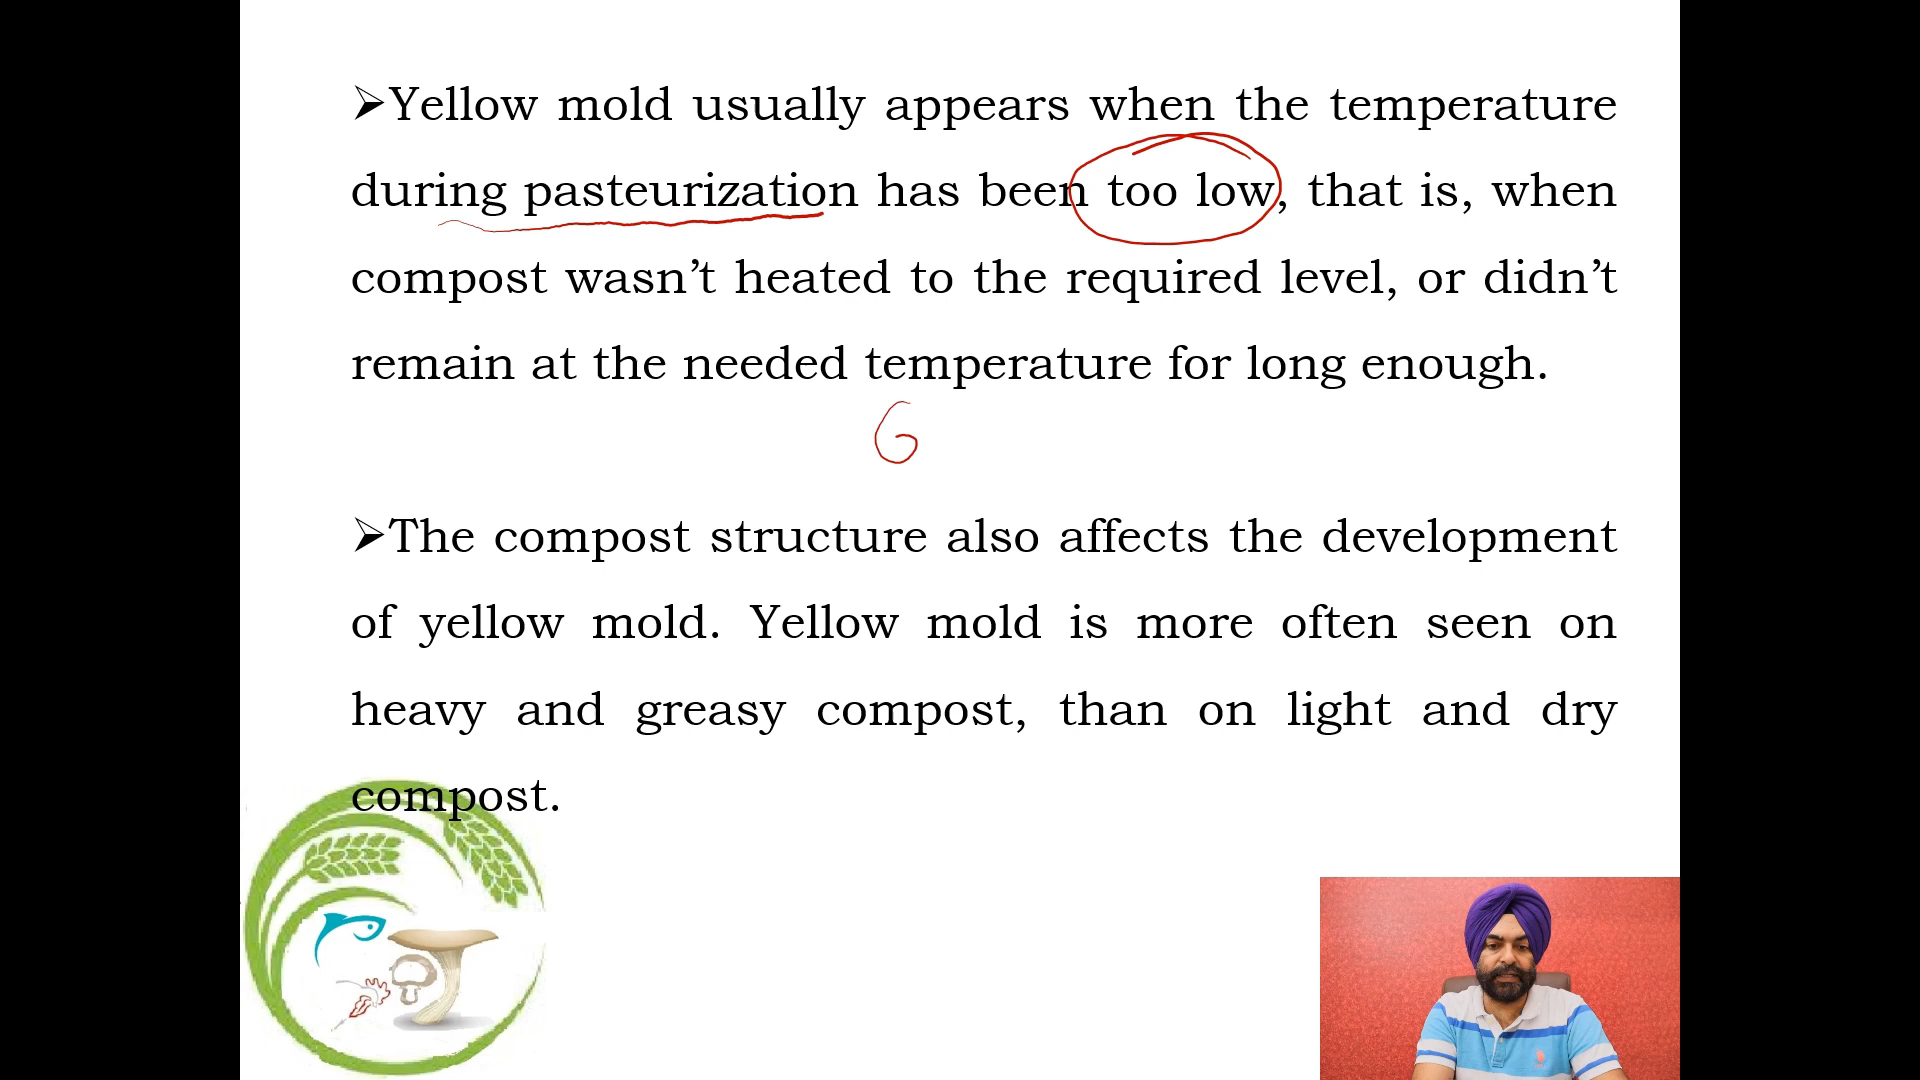 ➢Yellow mold usually appears when the temperature
during pasteurization has been too low, that is, when
compost wasn’t heated to the required level, or didn’t
remain at the needed temperature for long enough.
6
➢The compost structure also affects the development
of yellow mold. Yellow mold is more often seen on
heavy and greasy compost, than on light and dry
compost.